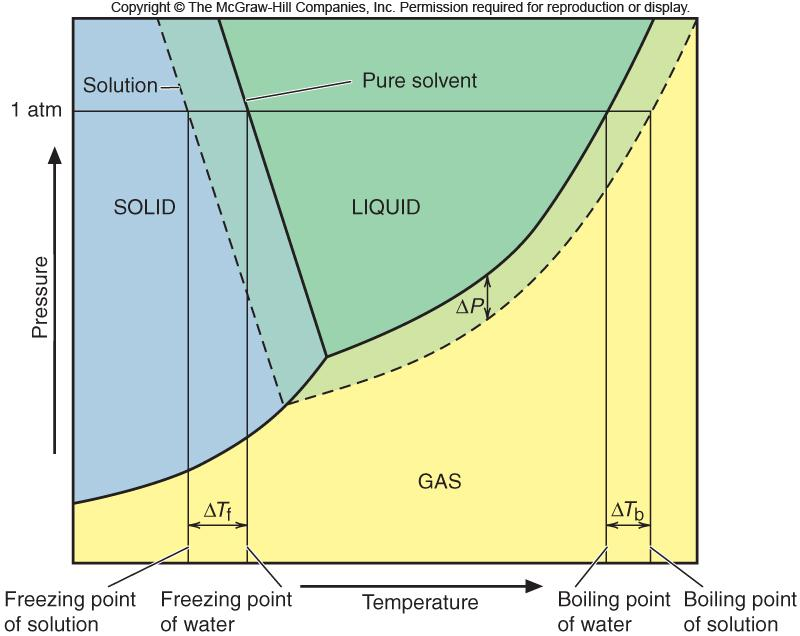 Copyright © The McGraw-Hill Companies, Inc. Permission required for reproduction or display.
Solution
Pure solvent
1 atm
SOLID
LIQUID
Pressure
ΔP
GAS
ΔTf
ΔTb
Freezing point
of solution
Freezing point
of water
Temperature
Boiling point
of water
Boiling point
of solution